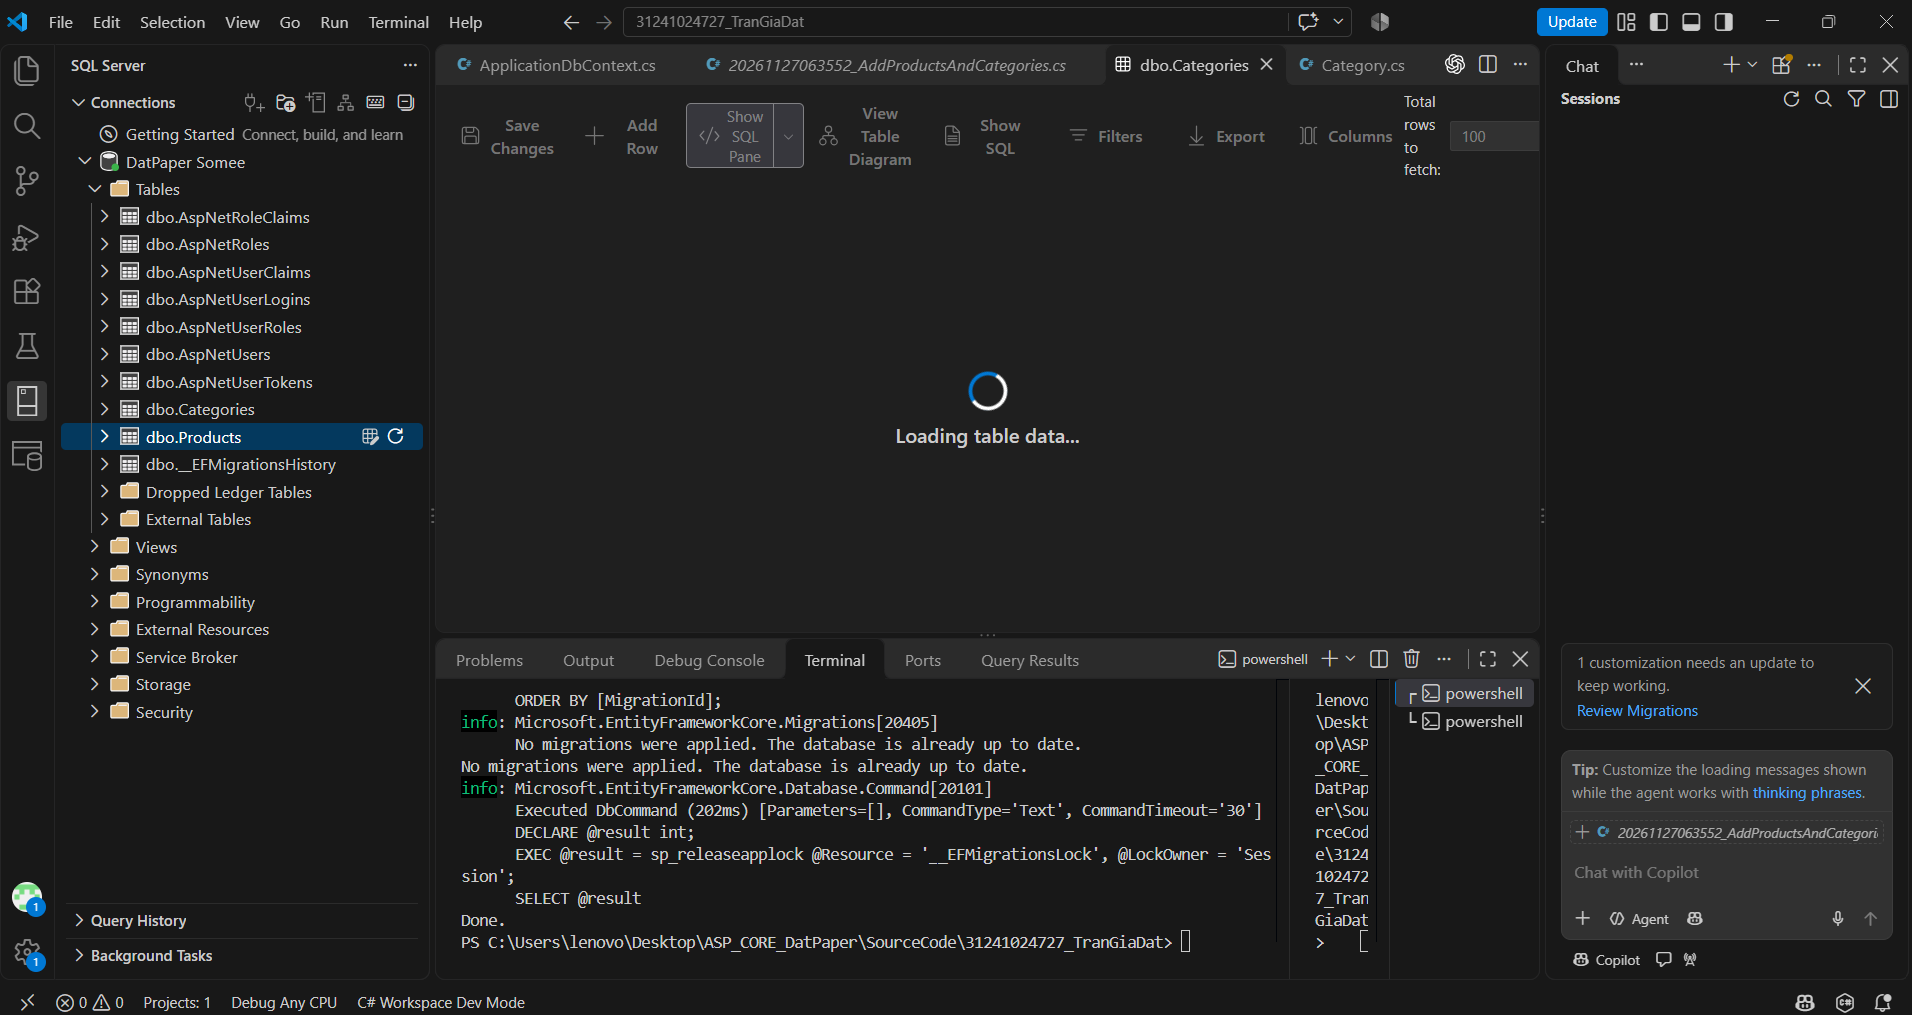 File Edit Selection View Go Run Terminal Help
31241024727_TranGiaDat
Update
SQL Server
Connections
Getting Started Connect, build, and learn
DatPaper Somee
Tables
dbo.AspNetRoleClaims
dbo.AspNetRoles
dbo.AspNetUserClaims
dbo.AspNetUserLogins
dbo.AspNetUserRoles
dbo.AspNetUsers
dbo.AspNetUserTokens
dbo.Categories
dbo.Products
dbo.__EFMigrationsHistory
Dropped Ledger Tables
External Tables
Views
Synonyms
Programmability
External Resources
Service Broker
Storage
Security
Query History
Background Tasks
ApplicationDbContext.cs
20261127063552_AddProductsAndCategories.cs
dbo.Categories
Category.cs
Save
Changes
Add
Row
Show
SQL
Pane
View
Table
Diagram
Show
SQL
Filters
Export
Columns
Total
rows
to
fetch:
100
Loading table data...
Problems Output Debug Console Terminal Ports Query Results
powershell
ORDER BY [MigrationId];
info: Microsoft.EntityFrameworkCore.Migrations[20405]
No migrations were applied. The database is already up to date.
No migrations were applied. The database is already up to date.
info: Microsoft.EntityFrameworkCore.Database.Command[20101]
Executed DbCommand (202ms) [Parameters=[], CommandType='Text', CommandTimeout='30']
DECLARE @result int;
EXEC @result = sp_releaseapplock @Resource = '__EFMigrationsLock', @LockOwner = 'Ses
sion';
SELECT @result
Done.
PS C:\Users\lenovo\Desktop\ASP_CORE_DatPaper\SourceCode\31241024727_TranGiaDat>
lenovo
\Deskt
op\ASP
_CORE_
DatPap
er\Sou
rceCod
e\3124
102472
7_Tran
GiaDat
>
powershell
powershell
Chat
Sessions
1 customization needs an update to
keep working.
Review Migrations
Tip: Customize the loading messages shown
while the agent works with thinking phrases.
20261127063552_AddProductsAndCategori
Chat with Copilot
Agent
Copilot
1
1
0 0 Projects: 1 Debug Any CPU C# Workspace Dev Mode